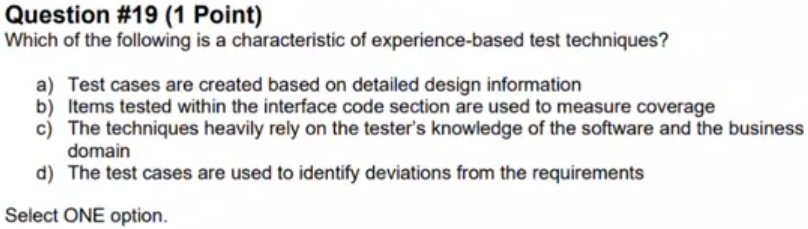 Question #19 (1 Point)
Which of the following is a characteristic of experience-based test techniques?
a) Test cases are created based on detailed design information
b) Items tested within the interface code section are used to measure coverage
c) The techniques heavily rely on the tester's knowledge of the software and the business
domain
d) The test cases are used to identify deviations from the requirements
Select ONE option.